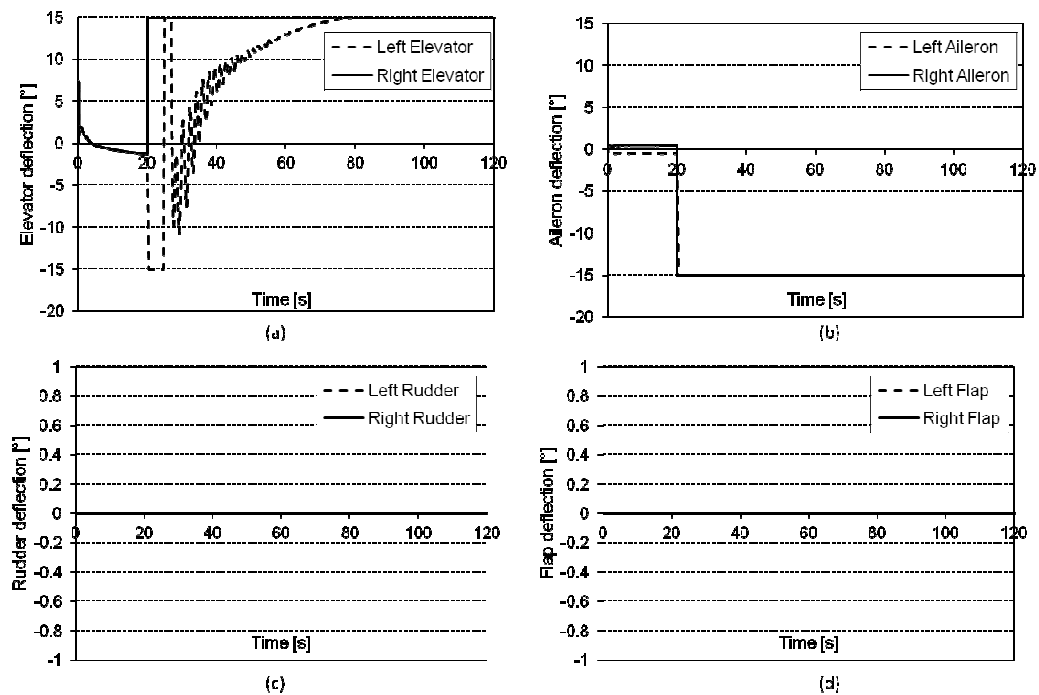 15
10
5
0
-5
-10
-15
-20
0 20 40 60 80 100 120
Elevator deflection [°]
Time [s]
Left Elevator
Right Elevator
(a)
15
10
5
0
-5
-10
-15
-20
0 20 40 60 80 100 120
Aileron deflection [°]
Time [s]
Left Aileron
Right Aileron
(b)
1
0.8
0.6
0.4
0.2
0
-0.2
-0.4
-0.6
-0.8
-1
0 20 40 60 80 100 120
Rudder deflection [°]
Time [s]
Left Rudder
Right Rudder
(c)
1
0.8
0.6
0.4
0.2
0
-0.2
-0.4
-0.6
-0.8
-1
0 20 40 60 80 100 120
Flap deflection [°]
Time [s]
Left Flap
Right Flap
(d)